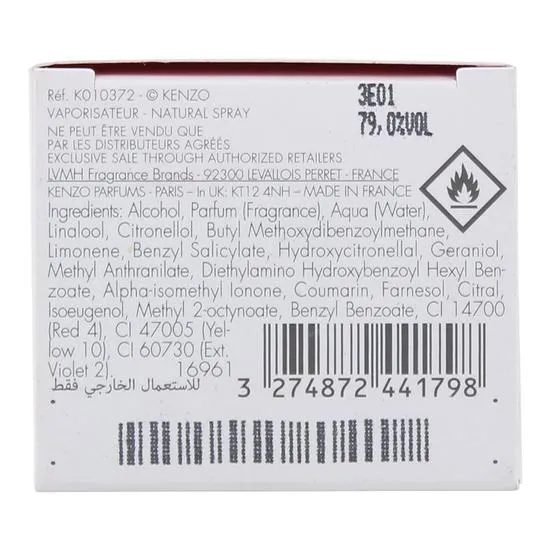 Réf. K010372 - © KENZO
VAPORISATEUR - NATURAL SPRAY
NE PEUT ÊTRE VENDU QUE
PAR LES DISTRIBUTEURS AGRÉÉS
EXCLUSIVE SALE THROUGH AUTHORIZED RETAILERS
LVMH Fragrance Brands - 92300 LEVALLOIS PERRET - FRANCE
KENZO PARFUMS - PARIS – In UK: KT12 4NH – MADE IN FRANCE
3E01
79,0%VOL
Ingredients: Alcohol, Parfum (Fragrance), Aqua (Water),
Linalool, Citronellol, Butyl Methoxydibenzoylmethane,
Limonene, Benzyl Salicylate, Hydroxycitronellal, Geraniol,
Methyl Anthranilate, Diethylamino Hydroxybenzoyl Hexyl Ben-
zoate, Alpha-isomethyl Ionone, Coumarin, Farnesol, Citral,
Isoeugenol, Methyl 2-octynoate, Benzyl Benzoate, CI 14700
(Red 4), CI 47005 (Yel-
low 10), CI 60730 (Ext.
Violet 2). 16961
للاستعمال الخارجي فقط
3 274872 441798